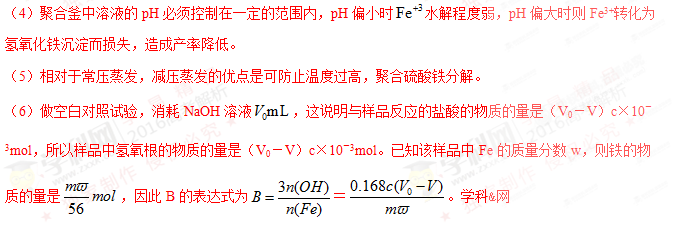 （4）聚合釜中溶液的 pH 必须控制在一定的范围内，pH 偏小时Fe⁺³水解程度弱，pH 偏大时则 Fe³⁺转化为
氢氧化铁沉淀而损失，造成产率降低。
（5）相对于常压蒸发，减压蒸发的优点是可防止温度过高，聚合硫酸铁分解。
（6）做空白对照试验，消耗 NaOH 溶液V₀mL，这说明与样品反应的盐酸的物质的量是（V₀－V）c×10⁻
³mol，所以样品中氢氧根的物质的量是（V₀－V）c×10⁻³mol。已知该样品中 Fe 的质量分数 w，则铁的物
质的量是 mϖ/56 mol，因此 B 的表达式为 B = 3n(OH)/n(Fe) = 0.168c(V₀-V)/mϖ。学科&网